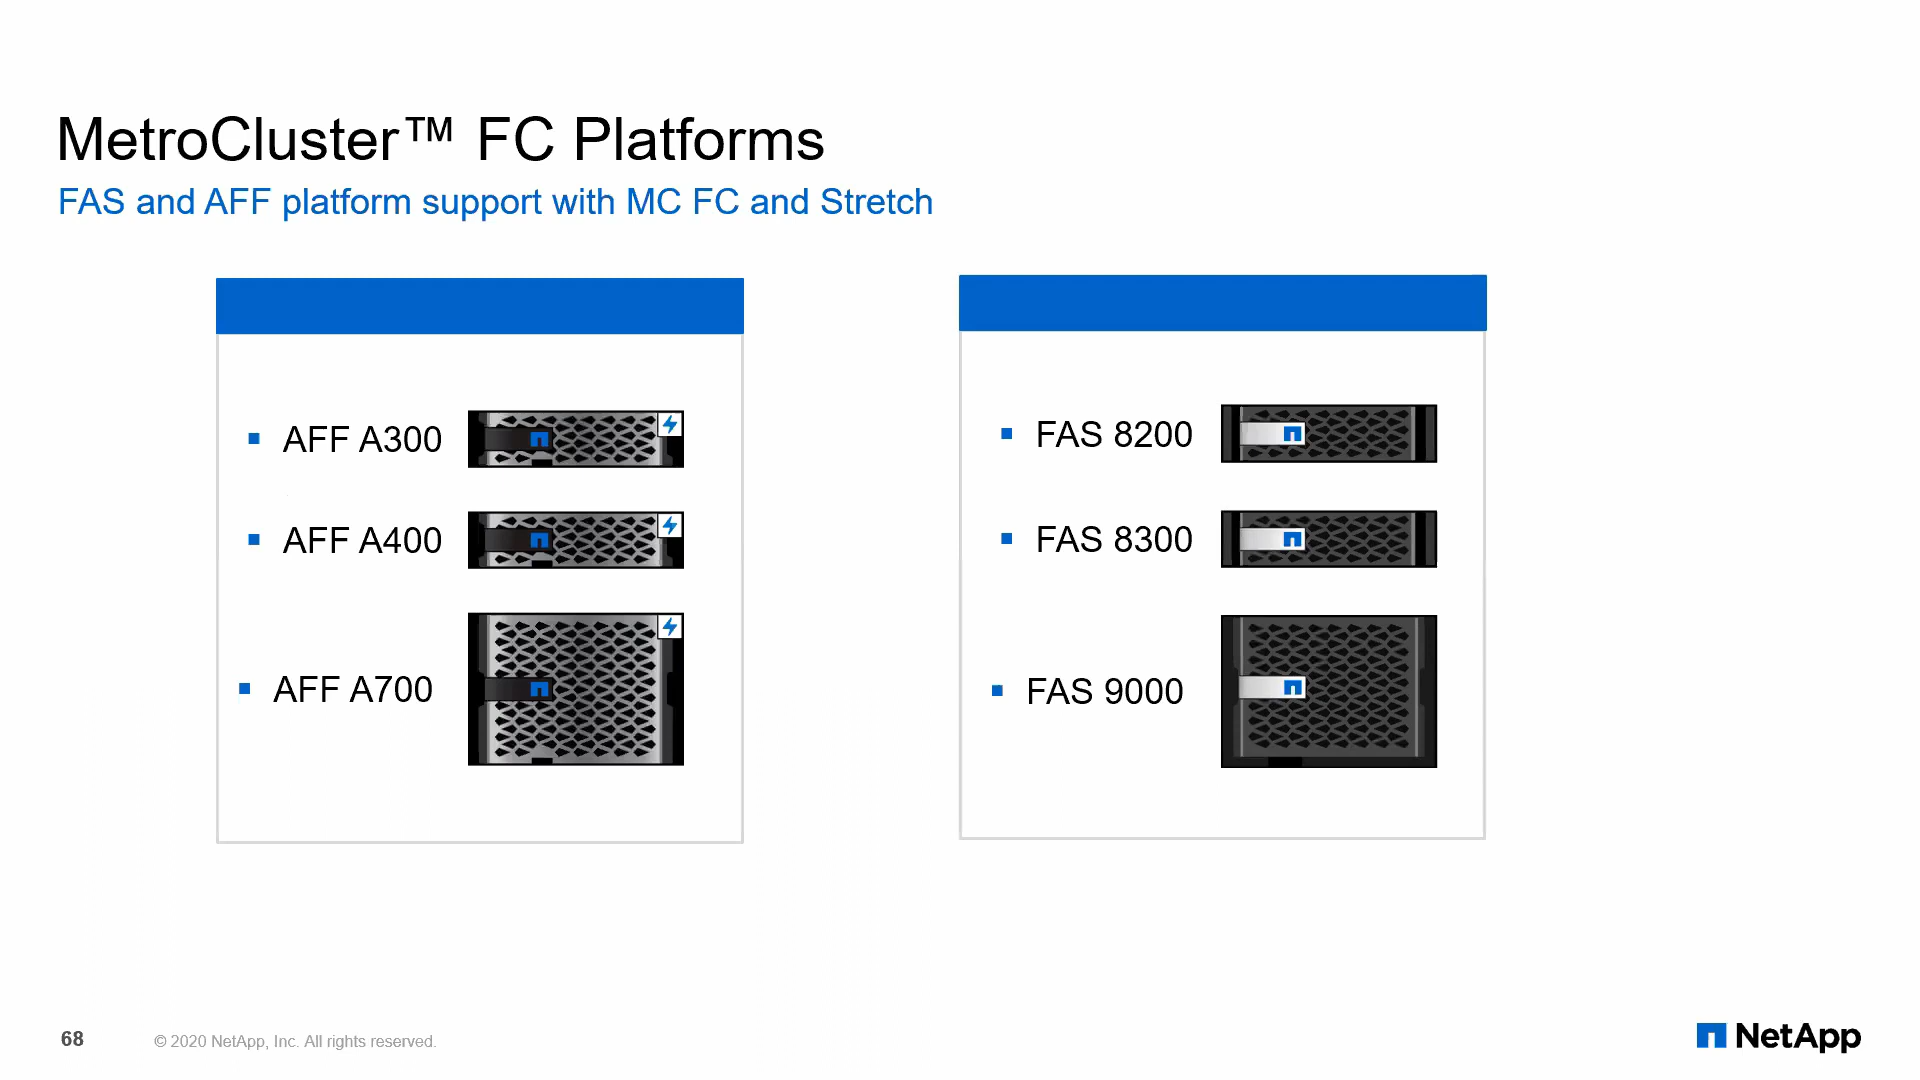 MetroCluster™ FC Platforms
FAS and AFF platform support with MC FC and Stretch
AFF A300
AFF A400
AFF A700
FAS 8200
FAS 8300
FAS 9000
68
© 2020 NetApp, Inc. All rights reserved.
NetApp